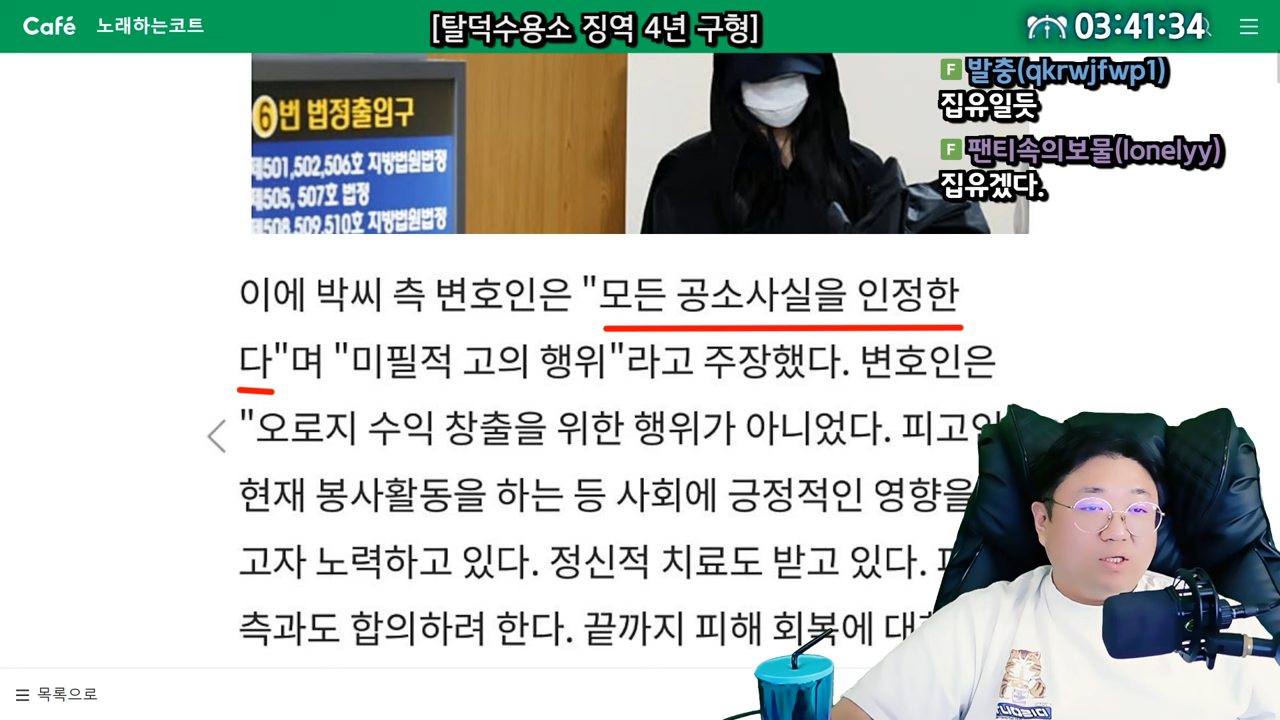 Café 노래하는코트
[탈덕수용소 징역 4년 구형]
03:41:34
F 발충(qkrwjfwp1)
집유일듯
F 팬티속의보물(lonelyy)
집유겠다.
6번 법정출입구
제501,502,506호 지방법원법정
제505, 507호 법정
제508,509,510호 지방법원법정
이에 박씨 측 변호인은 "모든 공소사실을 인정한
다"며 "미필적 고의 행위"라고 주장했다. 변호인은
"오로지 수익 창출을 위한 행위가 아니었다. 피고인
현재 봉사활동을 하는 등 사회에 긍정적인 영향을
고자 노력하고 있다. 정신적 치료도 받고 있다.
측과도 합의하려 한다. 끝까지 피해 회복에
목록으로